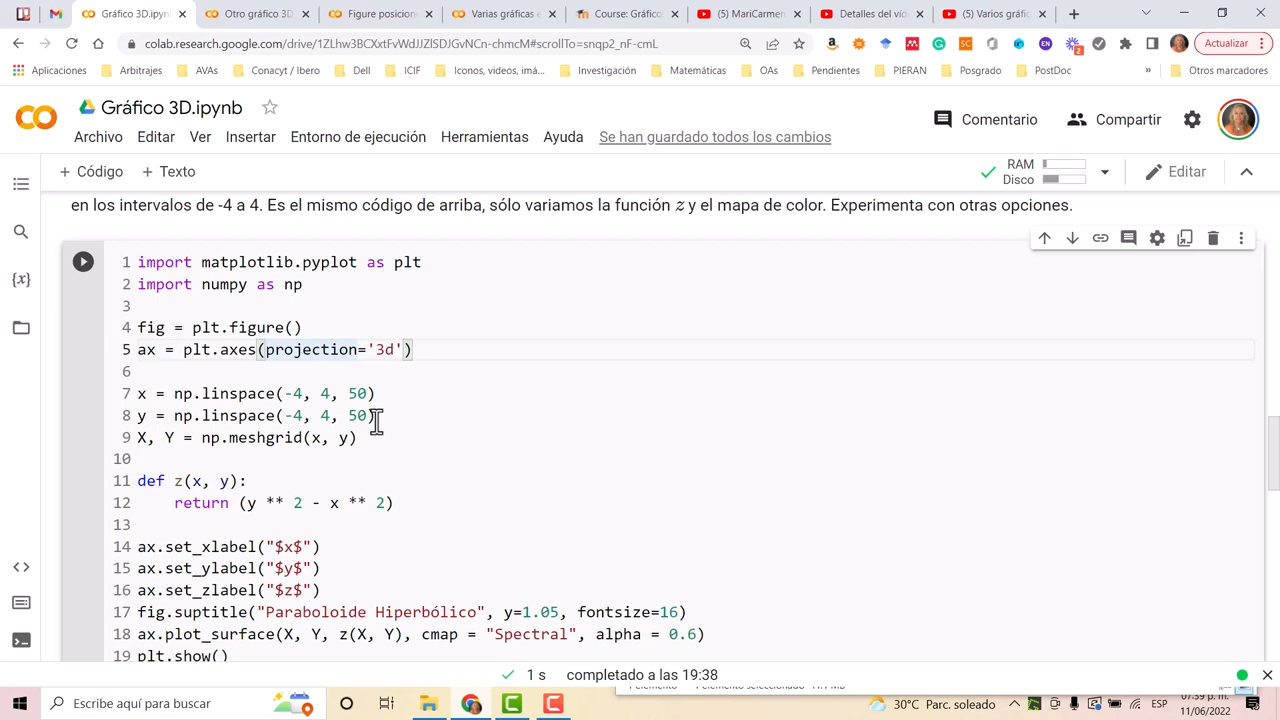 Gráfico 3D.ipynb
Otro gráfico 3D
Figure posicion
Varias gráficas e
Course: Gráfico
(5) MariCarmen
Detalles del víd
(5) Varios gráfi
colab.research.google.com/drive/
Actualizar
Aplicaciones
Arbitrajes
AVAs
Conacyt / Ibero
Del
ICIF
Iconos, videos, imá...
Investigación
Matemáticas
OAs
Pendientes
PIERAN
Posgrado
PostDoc
»
Otros marcadores
Gráfico 3D.ipynb
Comentario
Compartir
Archivo Editar Ver Insertar Entorno de ejecución Herramientas Ayuda Se han guardado todos los cambios
+ Código + Texto
RAM
Disco
Editar
en los intervalos de -4 a 4. Es el mismo código de arriba, sólo variamos la función z y el mapa de color. Experimenta con otras opciones.
1 import matplotlib.pyplot as plt
2 import numpy as np
3
4 fig = plt.figure()
5 ax = plt.axes(projection='3d')
6
7 x = np.linspace(-4, 4, 50)
8 y = np.linspace(-4, 4, 50)
9 X, Y = np.meshgrid(x, y)
10
11 def z(x, y):
12 return (y ** 2 - x ** 2)
13
14 ax.set_xlabel("$x$")
15 ax.set_ylabel("$y$")
16 ax.set_zlabel("$z$")
17 fig.suptitle("Paraboloide Hiperbólico", y=1.05, fontsize=16)
18 ax.plot_surface(X, Y, z(X, Y), cmap = "Spectral", alpha = 0.6)
19 plt.show()
1 s completado a las 19:38
Escribe aquí para buscar
30°C Parc. soleado
ESP
07:39 p. m.
11/06/2022